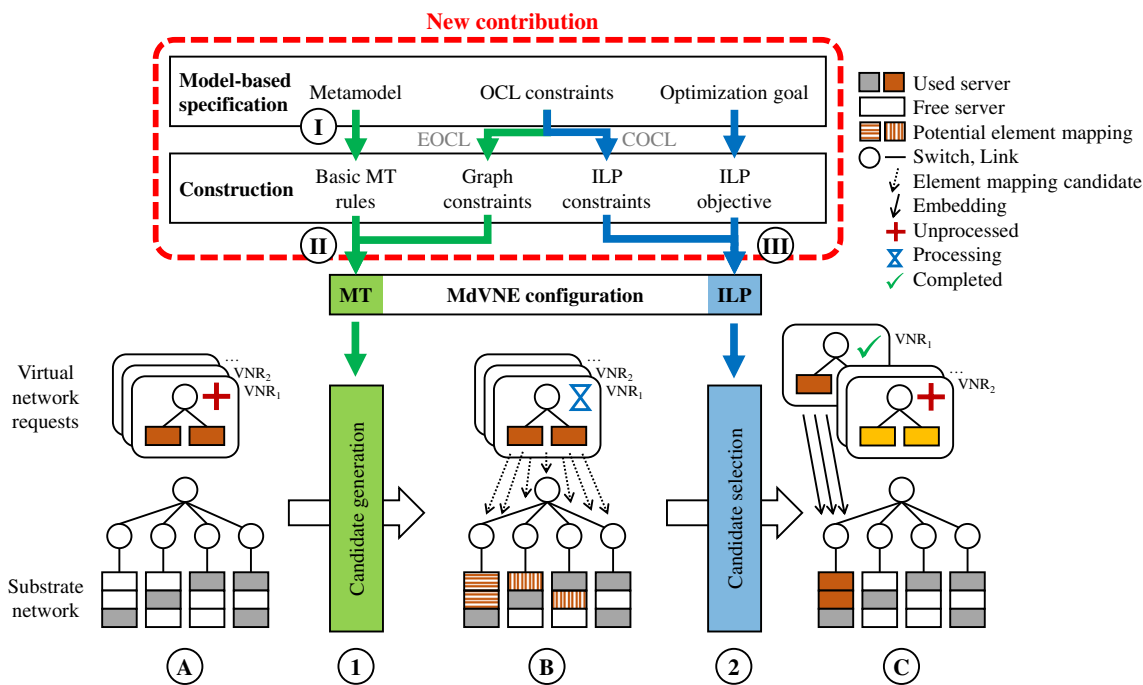 New contribution
Model-based
specification
Metamodel
OCL constraints
Optimization goal
I
EOCL
COCL
Construction
Basic MT
rules
Graph
constraints
ILP
constraints
ILP
objective
II
III
MT
MdVNE configuration
ILP
Used server
Free server
Potential element mapping
Switch, Link
Element mapping candidate
Embedding
Unprocessed
Processing
Completed
Virtual
network
requests
...
VNR2
VNR1
...
VNR2
VNR1
VNR1
...
VNR2
Candidate generation
Candidate selection
Substrate
network
A
1
B
2
C